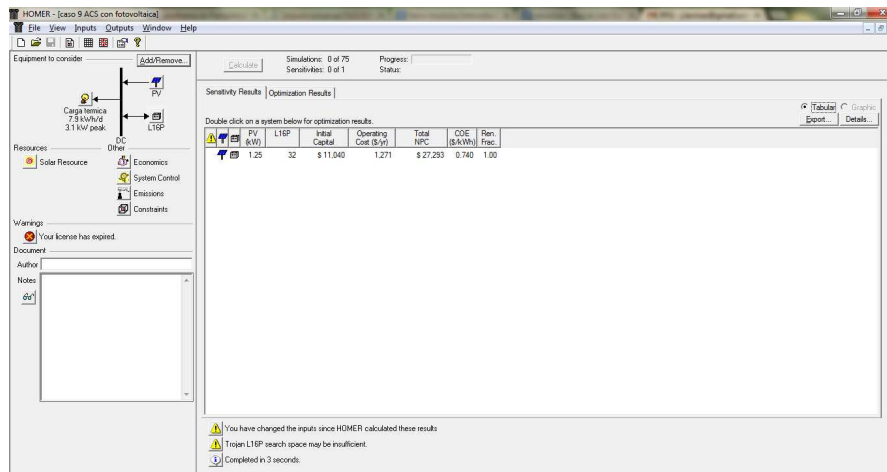 HOMER - [caso 9 ACS con fotovoltaica]
File View Inputs Outputs Window Help
Equipment to consider
Add/Remove...
PV
Carga termica
7.9 kWh/d
3.1 kW peak
L16P
DC
Resources
Other
Solar Resource
Economics
System Control
Emissions
Constraints
Warnings
Your license has expired.
Document
Author
Notes
Calculate
Simulations: 0 of 75
Progress:
Sensitivities: 0 of 1
Status:
Sensitivity Results
Optimization Results
Tabular
Graphic
Double click on a system below for optimization results.
Export...
Details...
PV (kW) L16P Initial Capital Operating Cost ($/yr) Total NPC COE ($/kWh) Ren. Frac.
1.25 32 $ 11,040 1,271 $ 27,293 0.740 1.00
You have changed the inputs since HOMER calculated these results
Trojan L16P search space may be insufficient.
Completed in 3 seconds.